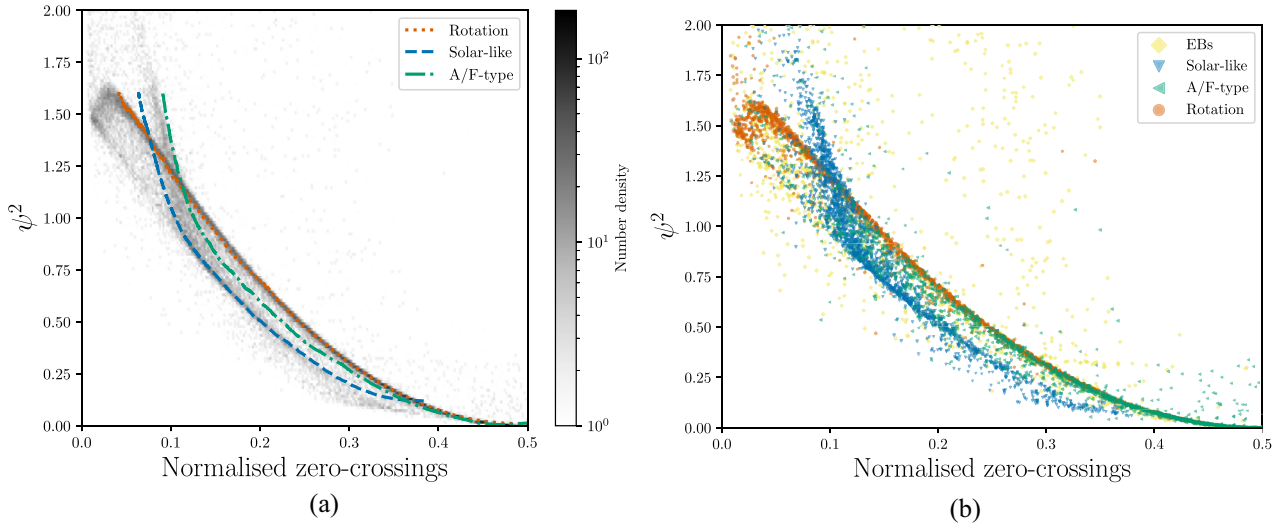 2.00
1.75
1.50
1.25
1.00
0.75
0.50
0.25
0.00
ψ²
0.0
0.1
0.2
0.3
0.4
0.5
Normalised zero-crossings
Rotation
Solar-like
A/F-type
10²
10¹
10⁰
Number density
(a)
2.00
1.75
1.50
1.25
1.00
0.75
0.50
0.25
0.00
ψ²
0.0
0.1
0.2
0.3
0.4
0.5
Normalised zero-crossings
EBs
Solar-like
A/F-type
Rotation
(b)